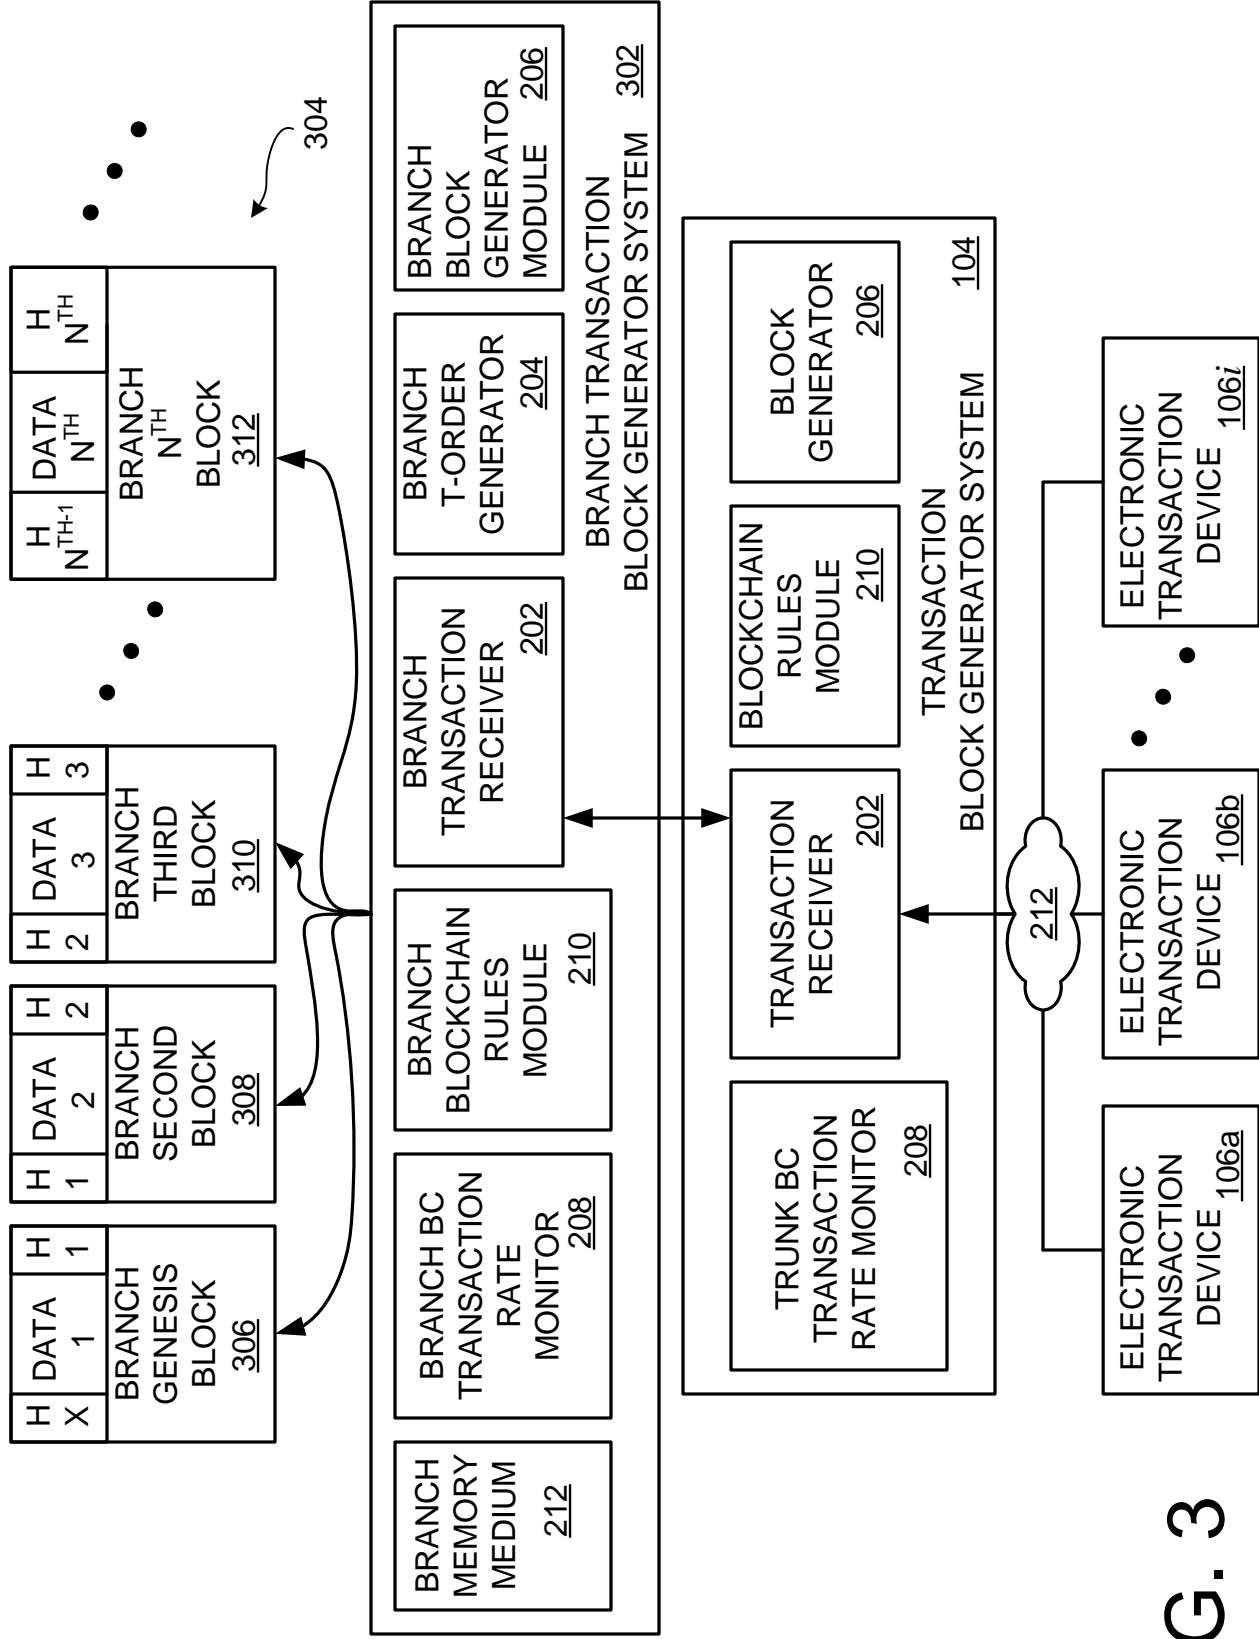 H
X
DATA
1
H
1
BRANCH
GENESIS
BLOCK
306
H
1
DATA
2
H
2
BRANCH
SECOND
BLOCK
308
H
2
DATA
3
H
3
BRANCH
THIRD
BLOCK
310
H
N^TH-1
DATA
N^TH
H
N^TH
BRANCH
N^TH
BLOCK
312
304
BRANCH
MEMORY
MEDIUM
212
BRANCH BC
TRANSACTION
RATE
MONITOR
208
BRANCH
BLOCKCHAIN
RULES
MODULE
210
BRANCH
TRANSACTION
RECEIVER
202
BRANCH
T-ORDER
GENERATOR
204
BRANCH
BLOCK
GENERATOR
MODULE 206
BRANCH TRANSACTION
BLOCK GENERATOR SYSTEM 302
TRUNK BC
TRANSACTION
RATE MONITOR
208
TRANSACTION
RECEIVER
202
BLOCKCHAIN
RULES
MODULE
210
BLOCK
GENERATOR
206
TRANSACTION
BLOCK GENERATOR SYSTEM
104
212
ELECTRONIC
TRANSACTION
DEVICE 106a
ELECTRONIC
TRANSACTION
DEVICE 106b
ELECTRONIC
TRANSACTION
DEVICE 106i
G. 3